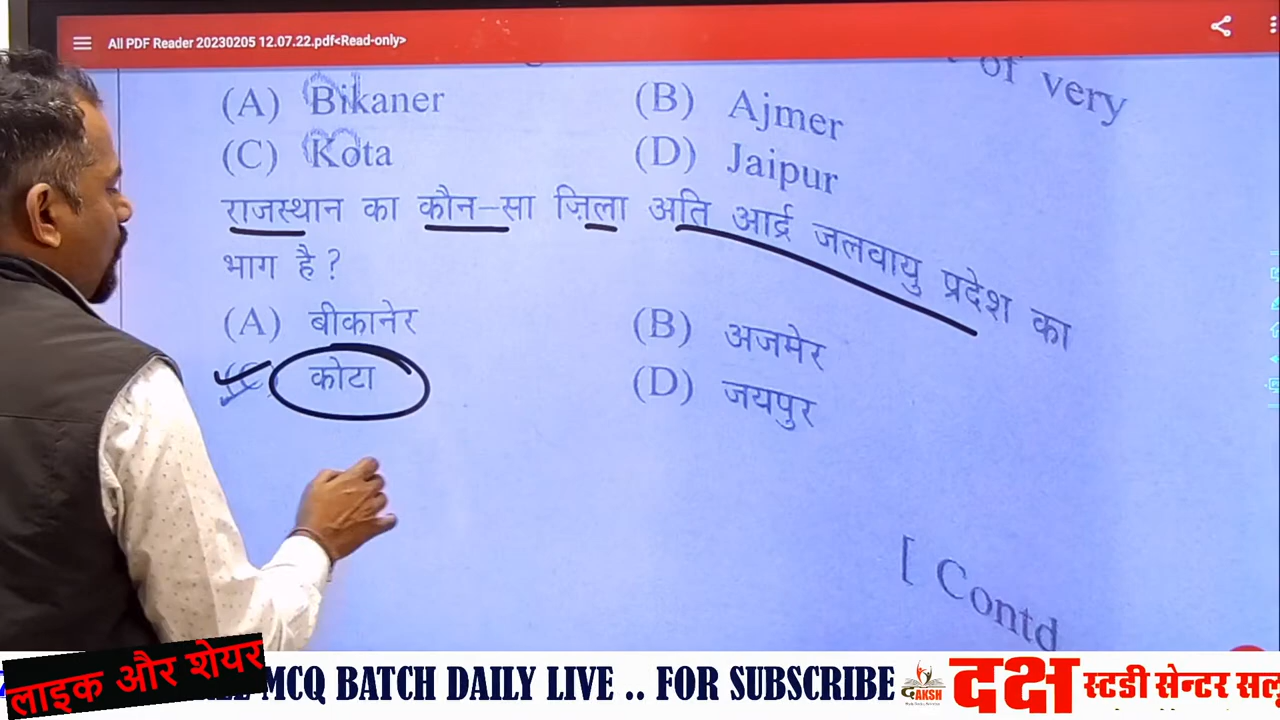 All PDF Reader 20230205 12.07.22.pdf<Read-only>
of very
(A) Bikaner (B) Ajmer
(C) Kota (D) Jaipur
राजस्थान का कौन-सा ज़िला अति आर्द्र जलवायु प्रदेश का
भाग है ?
(A) बीकानेर (B) अजमेर
(C) कोटा (D) जयपुर
[ Contd
लाइक और शेयर
MCQ BATCH DAILY LIVE .. FOR SUBSCRIBE दक्ष स्टडी सेन्टर